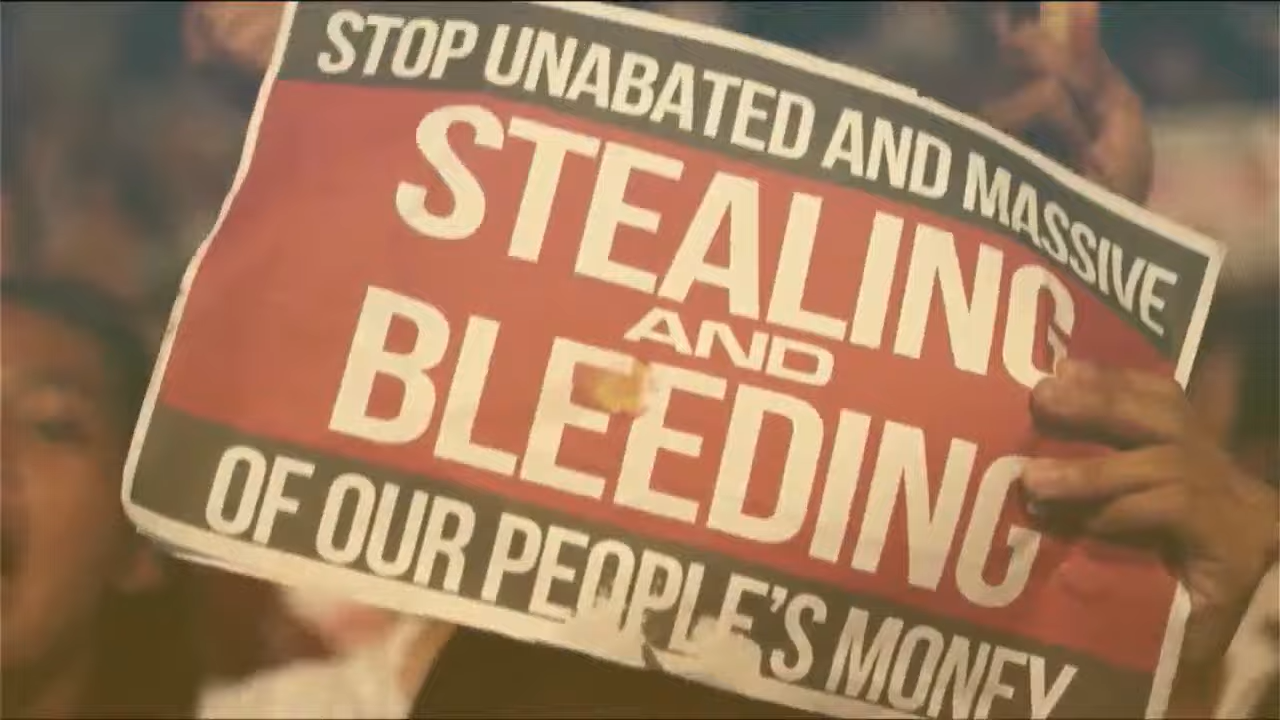 STOP UNABATED AND MASSIVE
STEALING
AND
BLEEDING
OF OUR PEOPLE'S MONEY